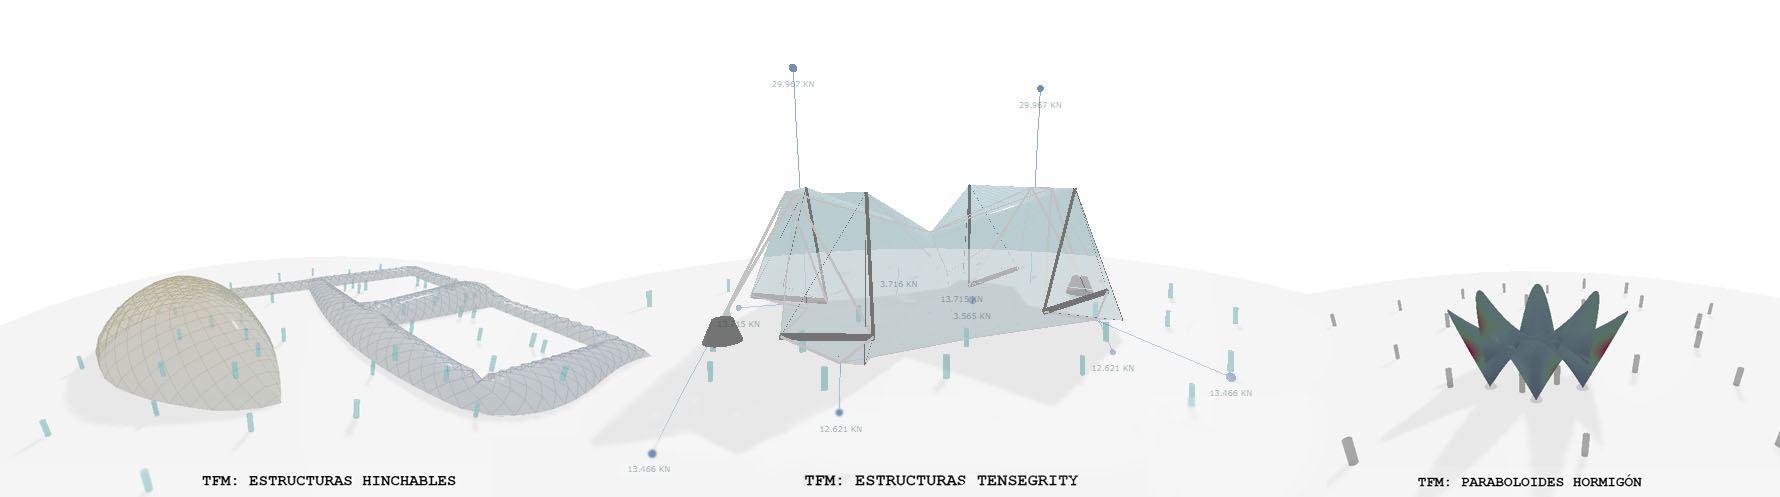 29.967 KN
29.967 KN
3.716 KN
13.715 KN
3.565 KN
13.715 KN
12.621 KN
13.466 KN
12.621 KN
13.466 KN
TFM: ESTRUCTURAS HINCHABLES
TFM: ESTRUCTURAS TENSEGRITY
TFM: PARABOLOIDES HORMIGÓN